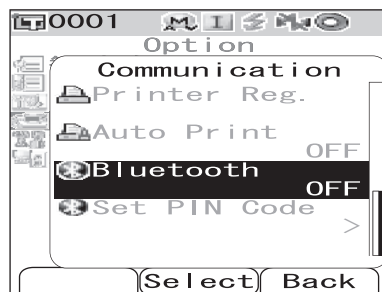 0001 M I
Option
Communication
Printer Reg.
Auto Print
OFF
Bluetooth
OFF
Set PIN Code
>
Select Back